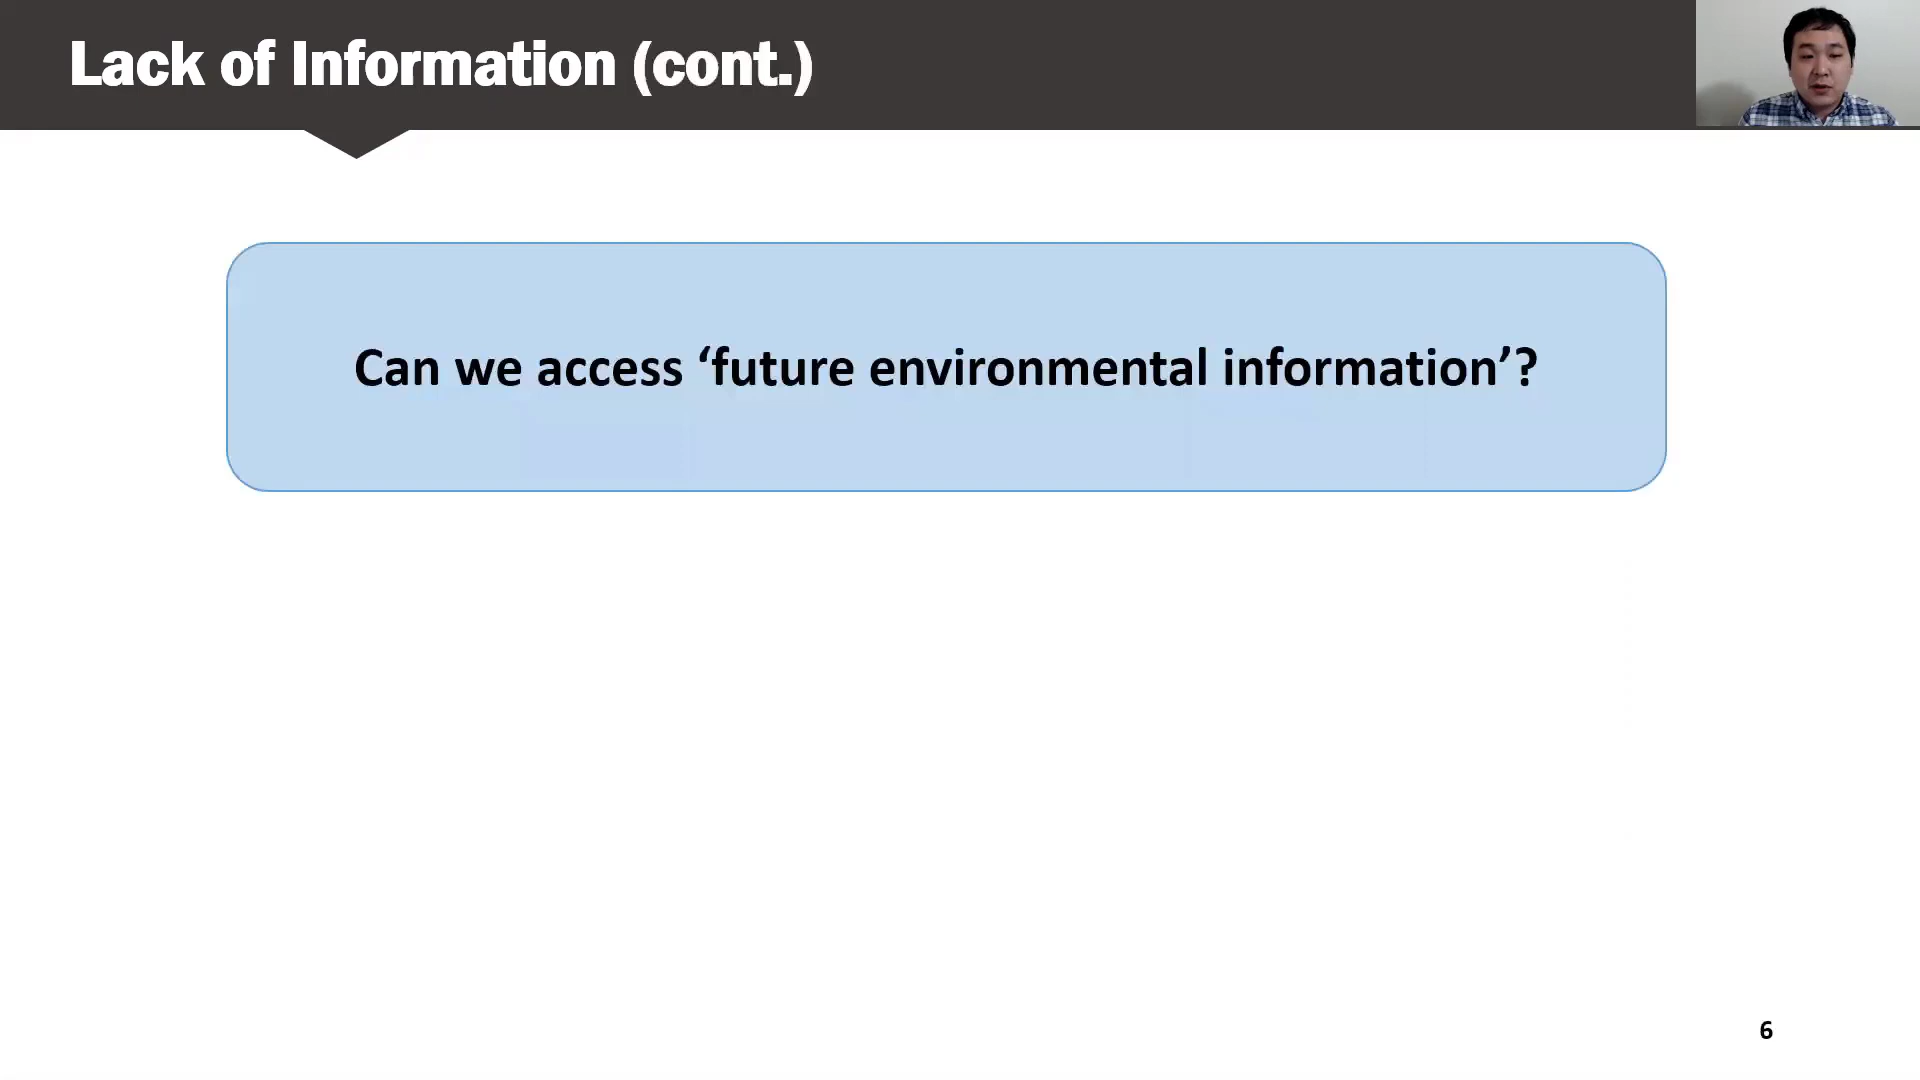 Lack of Information (cont.)
Can we access ‘future environmental information’?
6